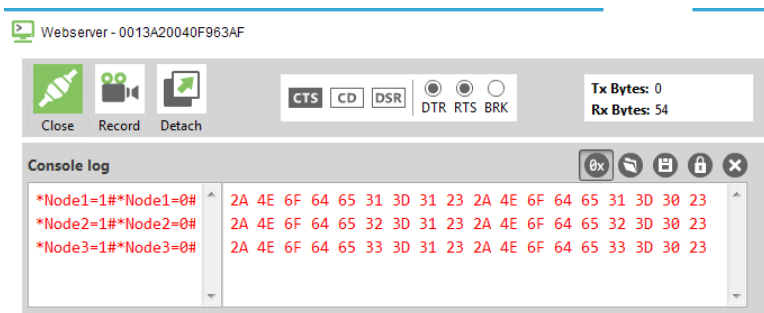 Webserver - 0013A20040F963AF
CTS CD DSR
DTR RTS BRK
Tx Bytes: 0
Rx Bytes: 54
Close Record Detach
Console log
0x
*Node1=1#*Node1=0# 2A 4E 6F 64 65 31 3D 31 23 2A 4E 6F 64 65 31 3D 30 23
*Node2=1#*Node2=0# 2A 4E 6F 64 65 32 3D 31 23 2A 4E 6F 64 65 32 3D 30 23
*Node3=1#*Node3=0# 2A 4E 6F 64 65 33 3D 31 23 2A 4E 6F 64 65 33 3D 30 23